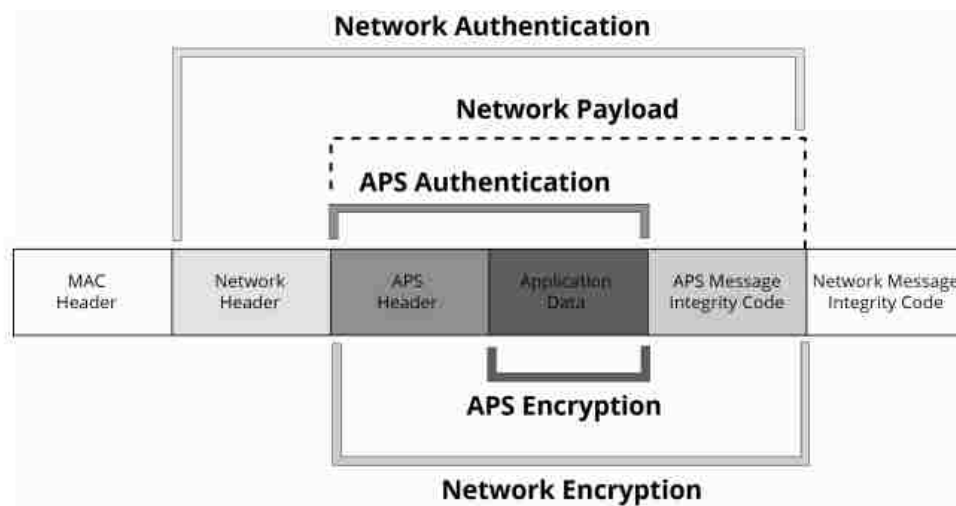 Network Authentication
Network Payload
APS Authentication
MAC
Header
Network
Header
APS
Header
Application
Data
APS Message
Integrity Code
Network Message
Integrity Code
APS Encryption
Network Encryption